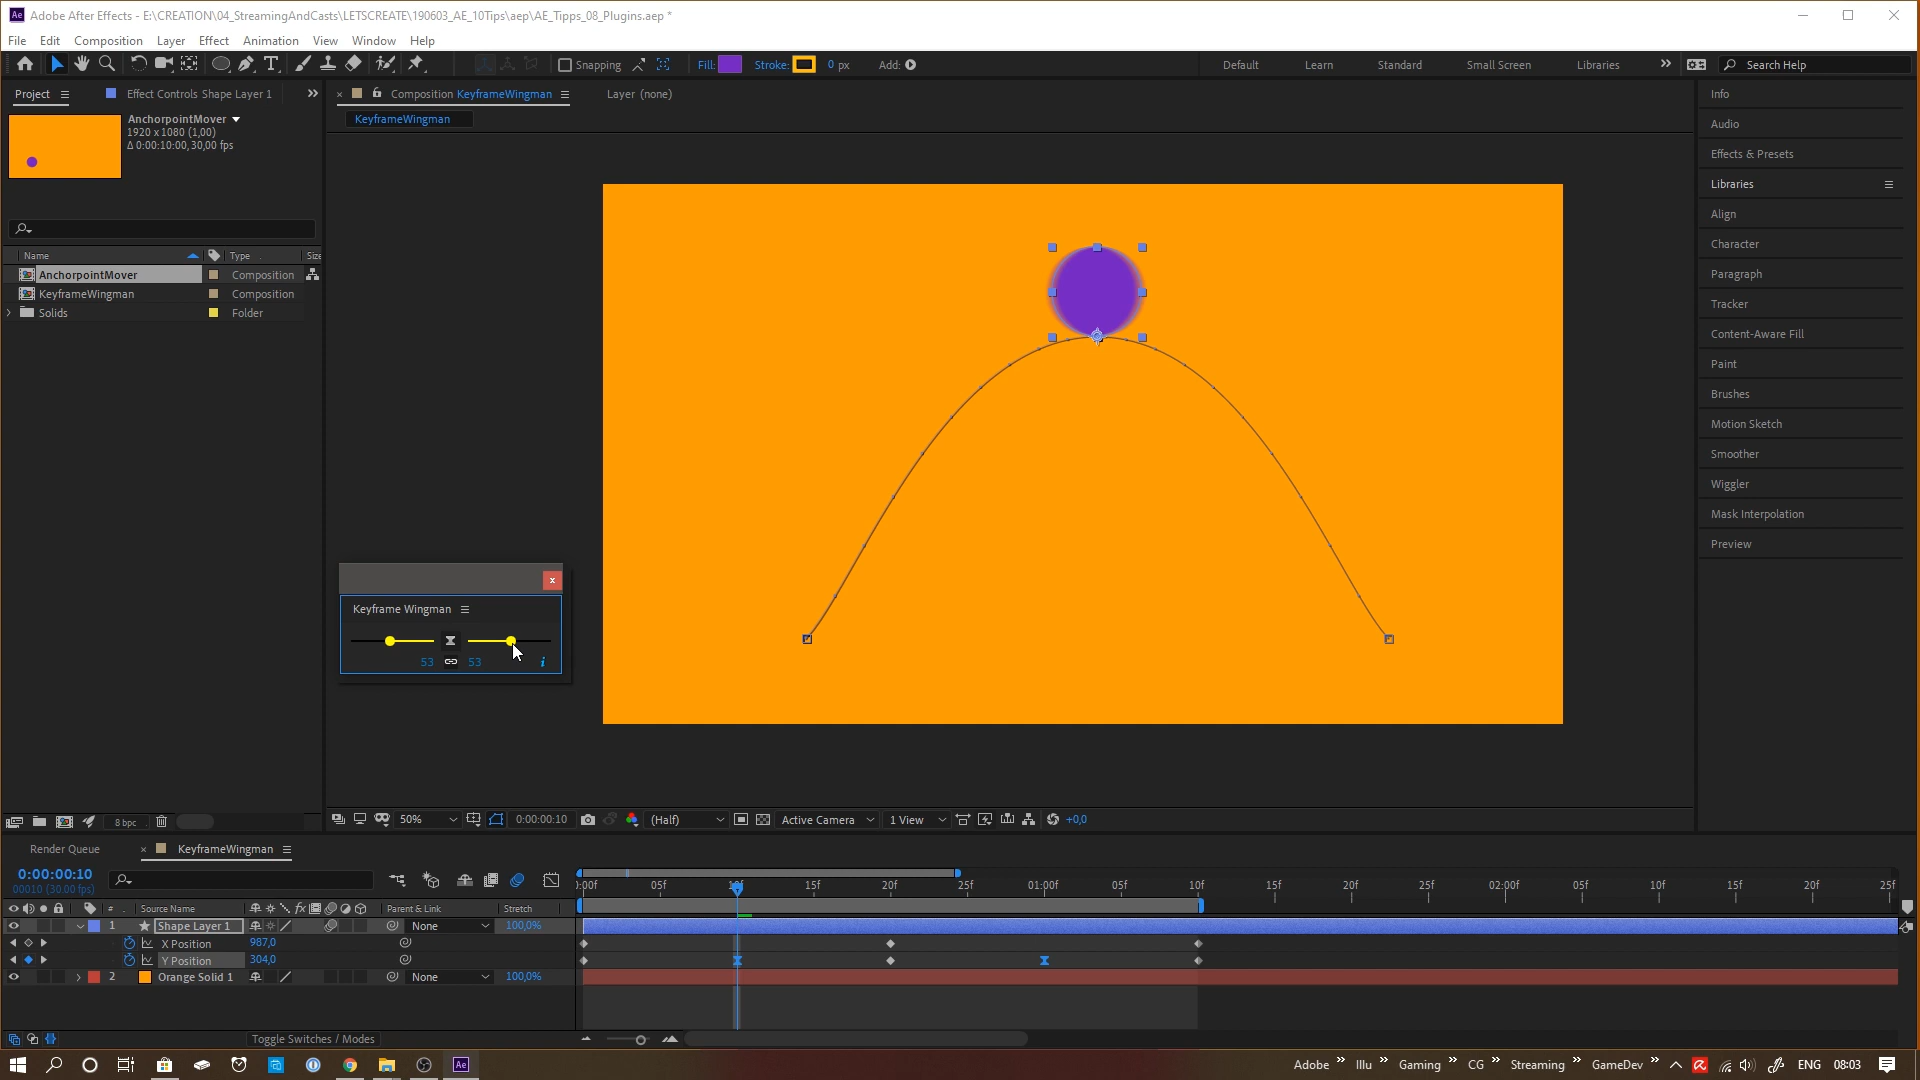 Ae Adobe After Effects - E:\CREATION\04_StreamingAndCasts\LETSCREATE\190603_AE_10Tips\aep\AE_Tipps_08_Plugins.aep *
File Edit Composition Layer Effect Animation View Window Help
Snapping Fill: Stroke: 0 px Add: Default Learn Standard Small Screen Libraries Search Help
Project Effect Controls Shape Layer 1 Composition KeyframeWingman Layer (none)
AnchorpointMover
1920 x 1080 (1,00)
Δ 0:00:10:00, 30,00 fps
KeyframeWingman
Name Type Size
AnchorpointMover Composition
KeyframeWingman Composition
Solids Folder
Info
Audio
Effects & Presets
Libraries
Align
Character
Paragraph
Tracker
Content-Aware Fill
Paint
Brushes
Motion Sketch
Smoother
Wiggler
Mask Interpolation
Preview
x
Keyframe Wingman
53 53 i
8 bpc 50% 0:00:00:10 (Half) Active Camera 1 View +0,0
Render Queue × KeyframeWingman
0:00:00:10
00010 (30.00 fps)
):00f 05f 10f 15f 20f 25f 01:00f 05f 10f 15f 20f 25f 02:00f 05f 10f 15f 20f 25f
# Source Name fx Parent & Link Stretch
1 Shape Layer 1 None 100,0%
X Position 987,0
Y Position 304,0
2 Orange Solid 1 None 100,0%
Toggle Switches / Modes
Ae Adobe Illu Gaming CG Streaming GameDev ENG 08:03